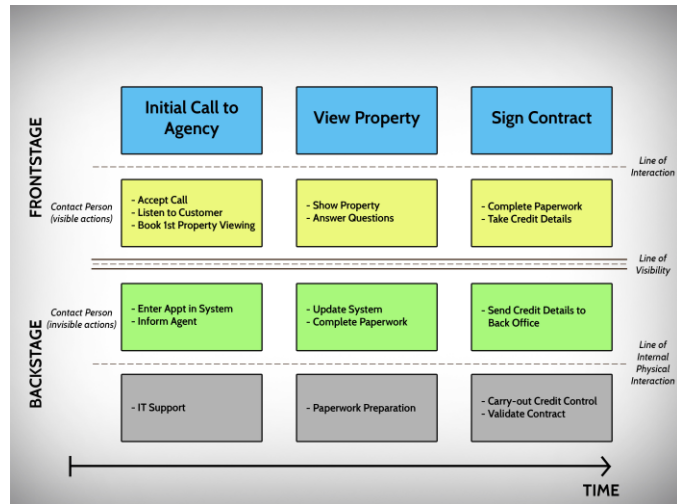 Initial Call to
Agency
View Property
Sign Contract
Line of
Interaction
FRONTSTAGE
Contact Person
(visible actions)
- Accept Call
- Listen to Customer
- Book 1st Property Viewing
- Show Property
- Answer Questions
- Complete Paperwork
- Take Credit Details
Line of
Visibility
BACKSTAGE
Contact Person
(invisible actions)
- Enter Appt in System
- Inform Agent
- Update System
- Complete Paperwork
- Send Credit Details to
Back Office
Line of
Internal
Physical
Interaction
- IT Support
- Paperwork Preparation
- Carry-out Credit Control
- Validate Contract
TIME